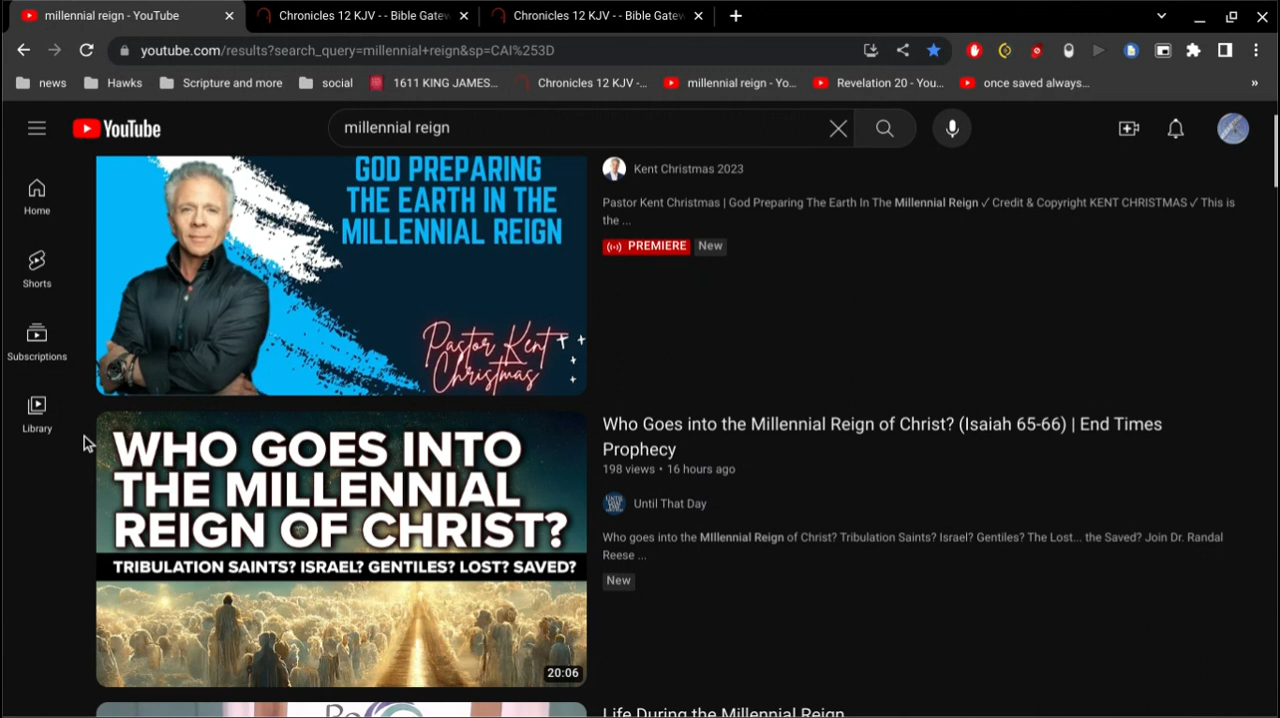 millennial reign - YouTube
Chronicles 12 KJV - - Bible Gatew
Chronicles 12 KJV - - Bible Gatew
youtube.com/results?search_query=millennial+reign&sp=CAI%253D
news
Hawks
Scripture and more
social
1611 KING JAMES...
Chronicles 12 KJV -...
millennial reign - Yo...
Revelation 20 - You...
once saved always...
»
YouTube
millennial reign
Home
Shorts
Subscriptions
Library
GOD PREPARING
THE EARTH IN THE
MILLENNIAL REIGN
Pastor Kent
Christmas
Kent Christmas 2023
Pastor Kent Christmas | God Preparing The Earth In The Millennial Reign ✓ Credit & Copyright KENT CHRISTMAS ✓ This is
the ...
PREMIERE
New
WHO GOES INTO
THE MILLENNIAL
REIGN OF CHRIST?
TRIBULATION SAINTS? ISRAEL? GENTILES? LOST? SAVED?
20:06
Who Goes into the Millennial Reign of Christ? (Isaiah 65-66) | End Times
Prophecy
198 views • 16 hours ago
Until That Day
Who goes into the MIllennial Reign of Christ? Tribulation Saints? Israel? Gentiles? The Lost... the Saved? Join Dr. Randal
Reese ...
New
Life During the Millennial Reign